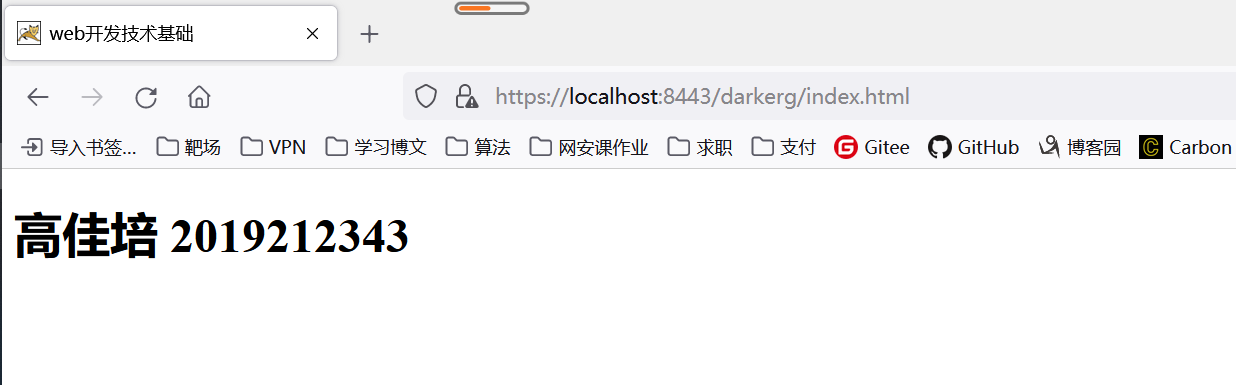 web开发技术基础
https://localhost:8443/darkerg/index.html
导入书签... 靶场 VPN 学习博文 算法 网安课作业 求职 支付 Gitee GitHub 博客园 Carbon
高佳培 2019212343